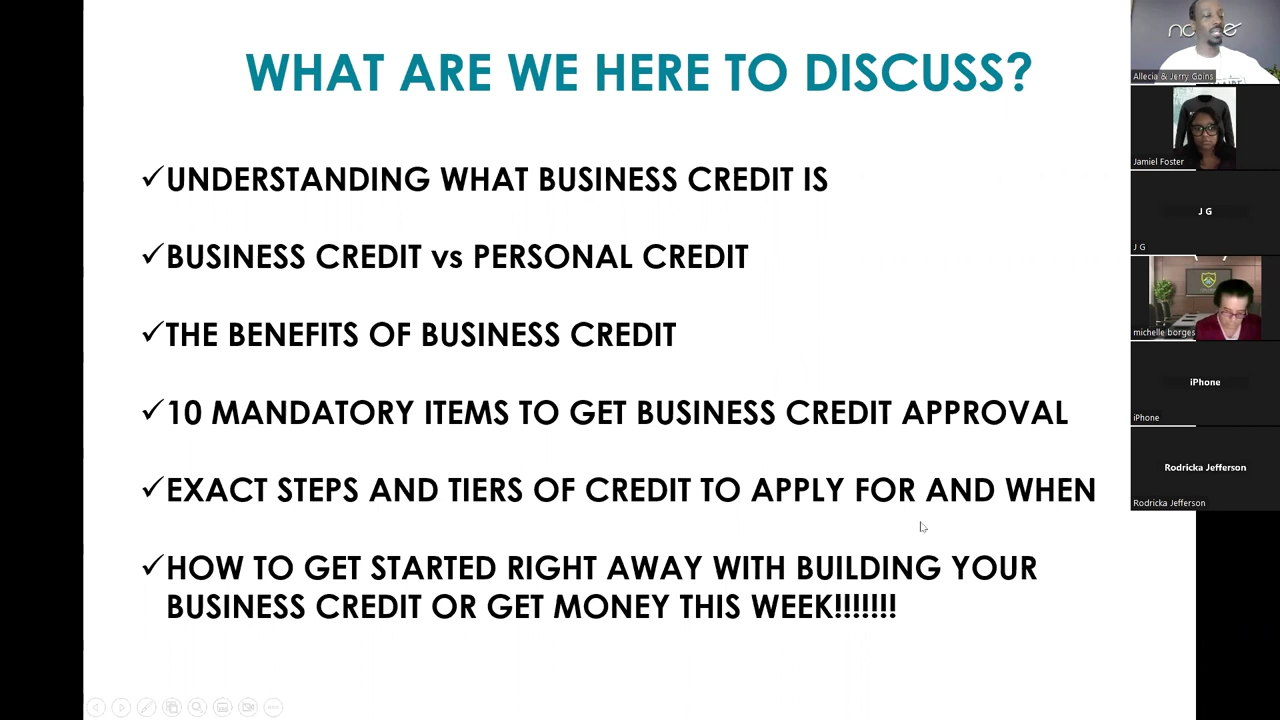 WHAT ARE WE HERE TO DISCUSS?
✓UNDERSTANDING WHAT BUSINESS CREDIT IS
✓BUSINESS CREDIT vs PERSONAL CREDIT
✓THE BENEFITS OF BUSINESS CREDIT
✓10 MANDATORY ITEMS TO GET BUSINESS CREDIT APPROVAL
✓EXACT STEPS AND TIERS OF CREDIT TO APPLY FOR AND WHEN
✓HOW TO GET STARTED RIGHT AWAY WITH BUILDING YOUR
BUSINESS CREDIT OR GET MONEY THIS WEEK!!!!!!!
Allecia & Jerry Goins
Jamiel Foster
J G
J G
michelle borges
iPhone
iPhone
Rodricka Jefferson
Rodricka Jefferson